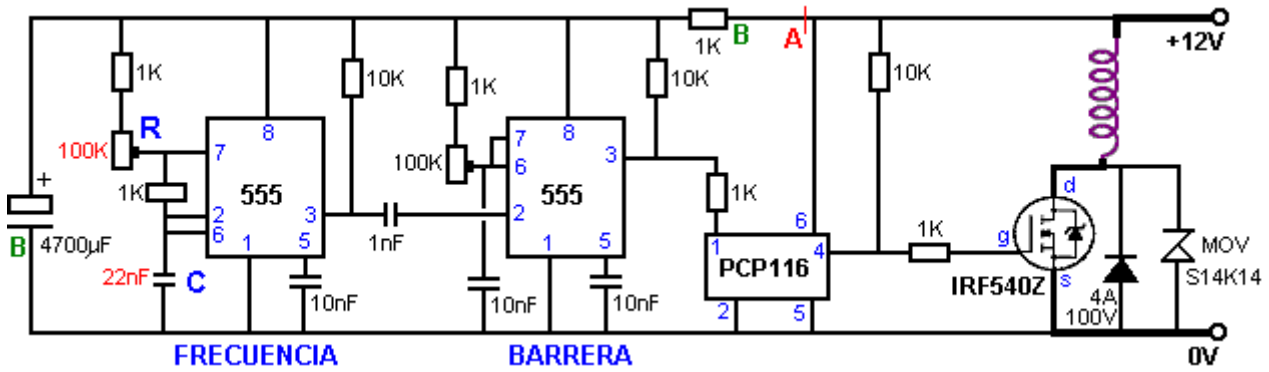 1K
B
A
+12V
1K
10K
1K
10K
10K
R
100K
7
8
3
555
1K
2
6
1
5
+
4700µF
B
22nF
C
10nF
1nF
100K
7
6
8
3
555
2
1
5
10nF
10nF
1K
6
1
4
PCP116
2
5
1K
d
g
s
IRF540Z
4A
100V
MOV
S14K14
FRECUENCIA
BARRERA
0V